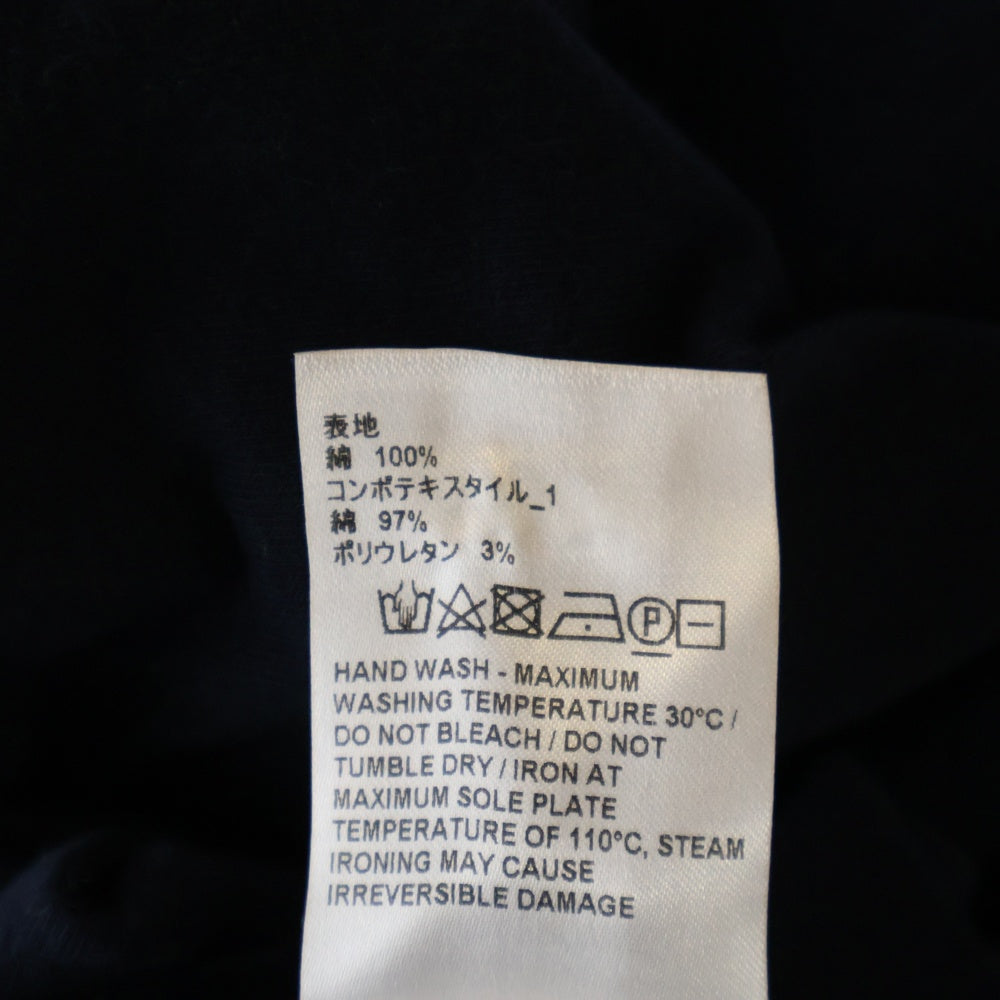 表地
綿 100%
コンポテキスタイル_1
綿 97%
ポリウレタン 3%
P
HAND WASH - MAXIMUM
WASHING TEMPERATURE 30°C /
DO NOT BLEACH / DO NOT
TUMBLE DRY / IRON AT
MAXIMUM SOLE PLATE
TEMPERATURE OF 110°C, STEAM
IRONING MAY CAUSE
IRREVERSIBLE DAMAGE